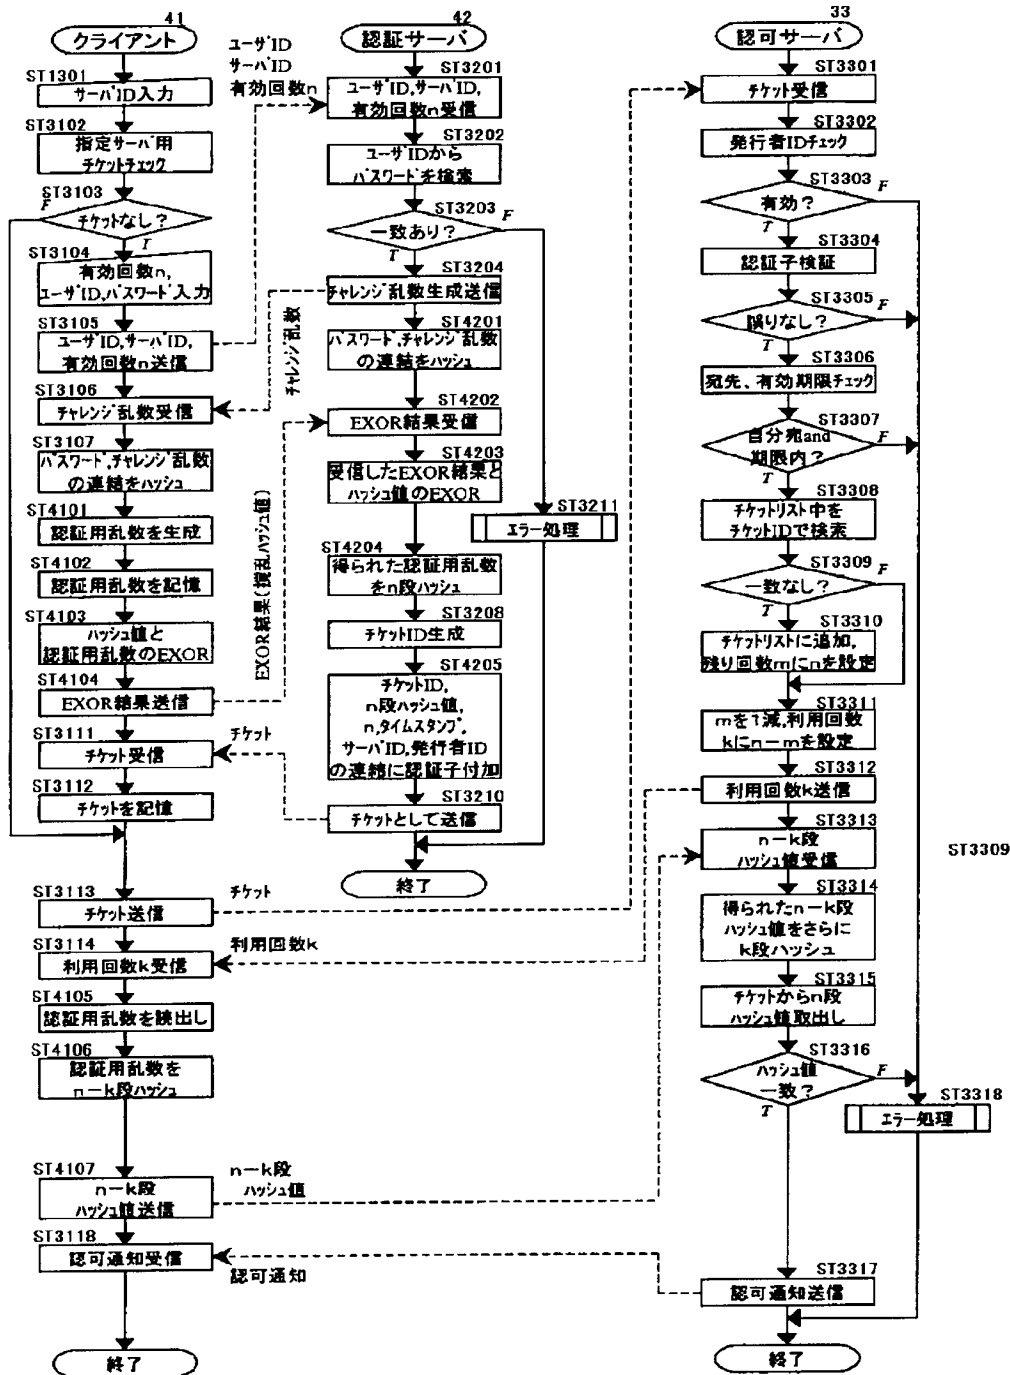 41
クライアント
ST1301
サーバID入力
ST3102
指定サーバ用
チケットチェック
ST3103
F
チケットなし?
T
ST3104
有効回数n,
ユーザID,パスワード入力
ST3105
ユーザID,サーバID,
有効回数n送信
ST3106
チャレンジ乱数受信
ST3107
パスワード,チャレンジ乱数
の連結をハッシュ
ST4101
認証用乱数を生成
ST4102
認証用乱数を記憶
ST4103
ハッシュ値と
認証用乱数のEXOR
ST4104
EXOR結果送信
ST3111
チケット受信
ST3112
チケットを記憶
ST3113
チケット送信
ST3114
利用回数k受信
ST4105
認証用乱数を読出し
ST4106
認証用乱数を
n−k段ハッシュ
ST4107
n−k段
ハッシュ値送信
ST3118
認可通知受信
終了
ユーザID
サーバID
有効回数n
チャレンジ乱数
EXOR結果(撹乱ハッシュ値)
チケット
チケット
利用回数k
n−k段
ハッシュ値
認可通知
42
認証サーバ
ST3201
ユーザID,サーバID,
有効回数n受信
ST3202
ユーザIDから
パスワードを検索
ST3203
F
一致あり?
T
ST3204
チャレンジ乱数生成送信
ST4201
パスワード,チャレンジ乱数
の連結をハッシュ
ST4202
EXOR結果受信
ST4203
受信したEXOR結果と
ハッシュ値のEXOR
ST3211
エラー処理
ST4204
得られた認証用乱数
をn段ハッシュ
ST3208
チケットID生成
ST4205
チケットID,
n段ハッシュ値,
n,タイムスタンプ,
サーバID,発行者ID
の連結に認証子付加
ST3210
チケットとして送信
終了
33
認可サーバ
ST3301
チケット受信
ST3302
発行者IDチェック
ST3303
F
有効?
T
ST3304
認証子検証
ST3305
F
誤りなし?
T
ST3306
宛先、有効期限チェック
ST3307
F
自分宛and
期限内?
T
ST3308
チケットリスト中を
チケットIDで検索
ST3309
F
一致なし?
T
ST3310
チケットリストに追加,
残り回数mにnを設定
ST3311
mを1減,利用回数
kにn−mを設定
ST3312
利用回数k送信
ST3313
n−k段
ハッシュ値受信
ST3309
ST3314
得られたn−k段
ハッシュ値をさらに
k段ハッシュ
ST3315
チケットからn段
ハッシュ値取出し
ST3316
ハッシュ値
一致?
F
T
ST3318
エラー処理
ST3317
認可通知送信
終了